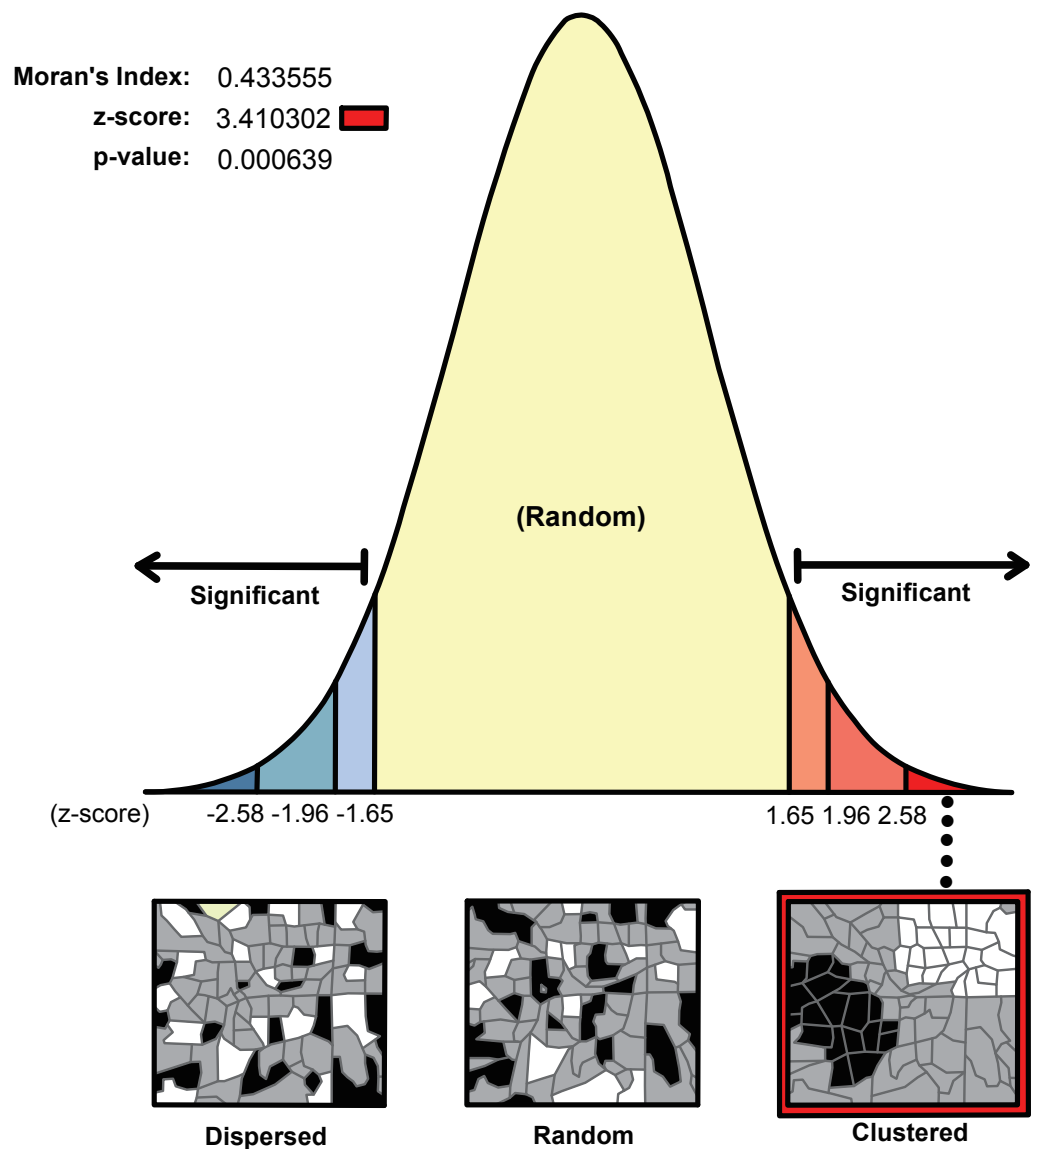 Moran's Index: 0.433555
z-score: 3.410302
p-value: 0.000639
(Random)
Significant
Significant
(z-score) -2.58 -1.96 -1.65 1.65 1.96 2.58
Dispersed Random Clustered